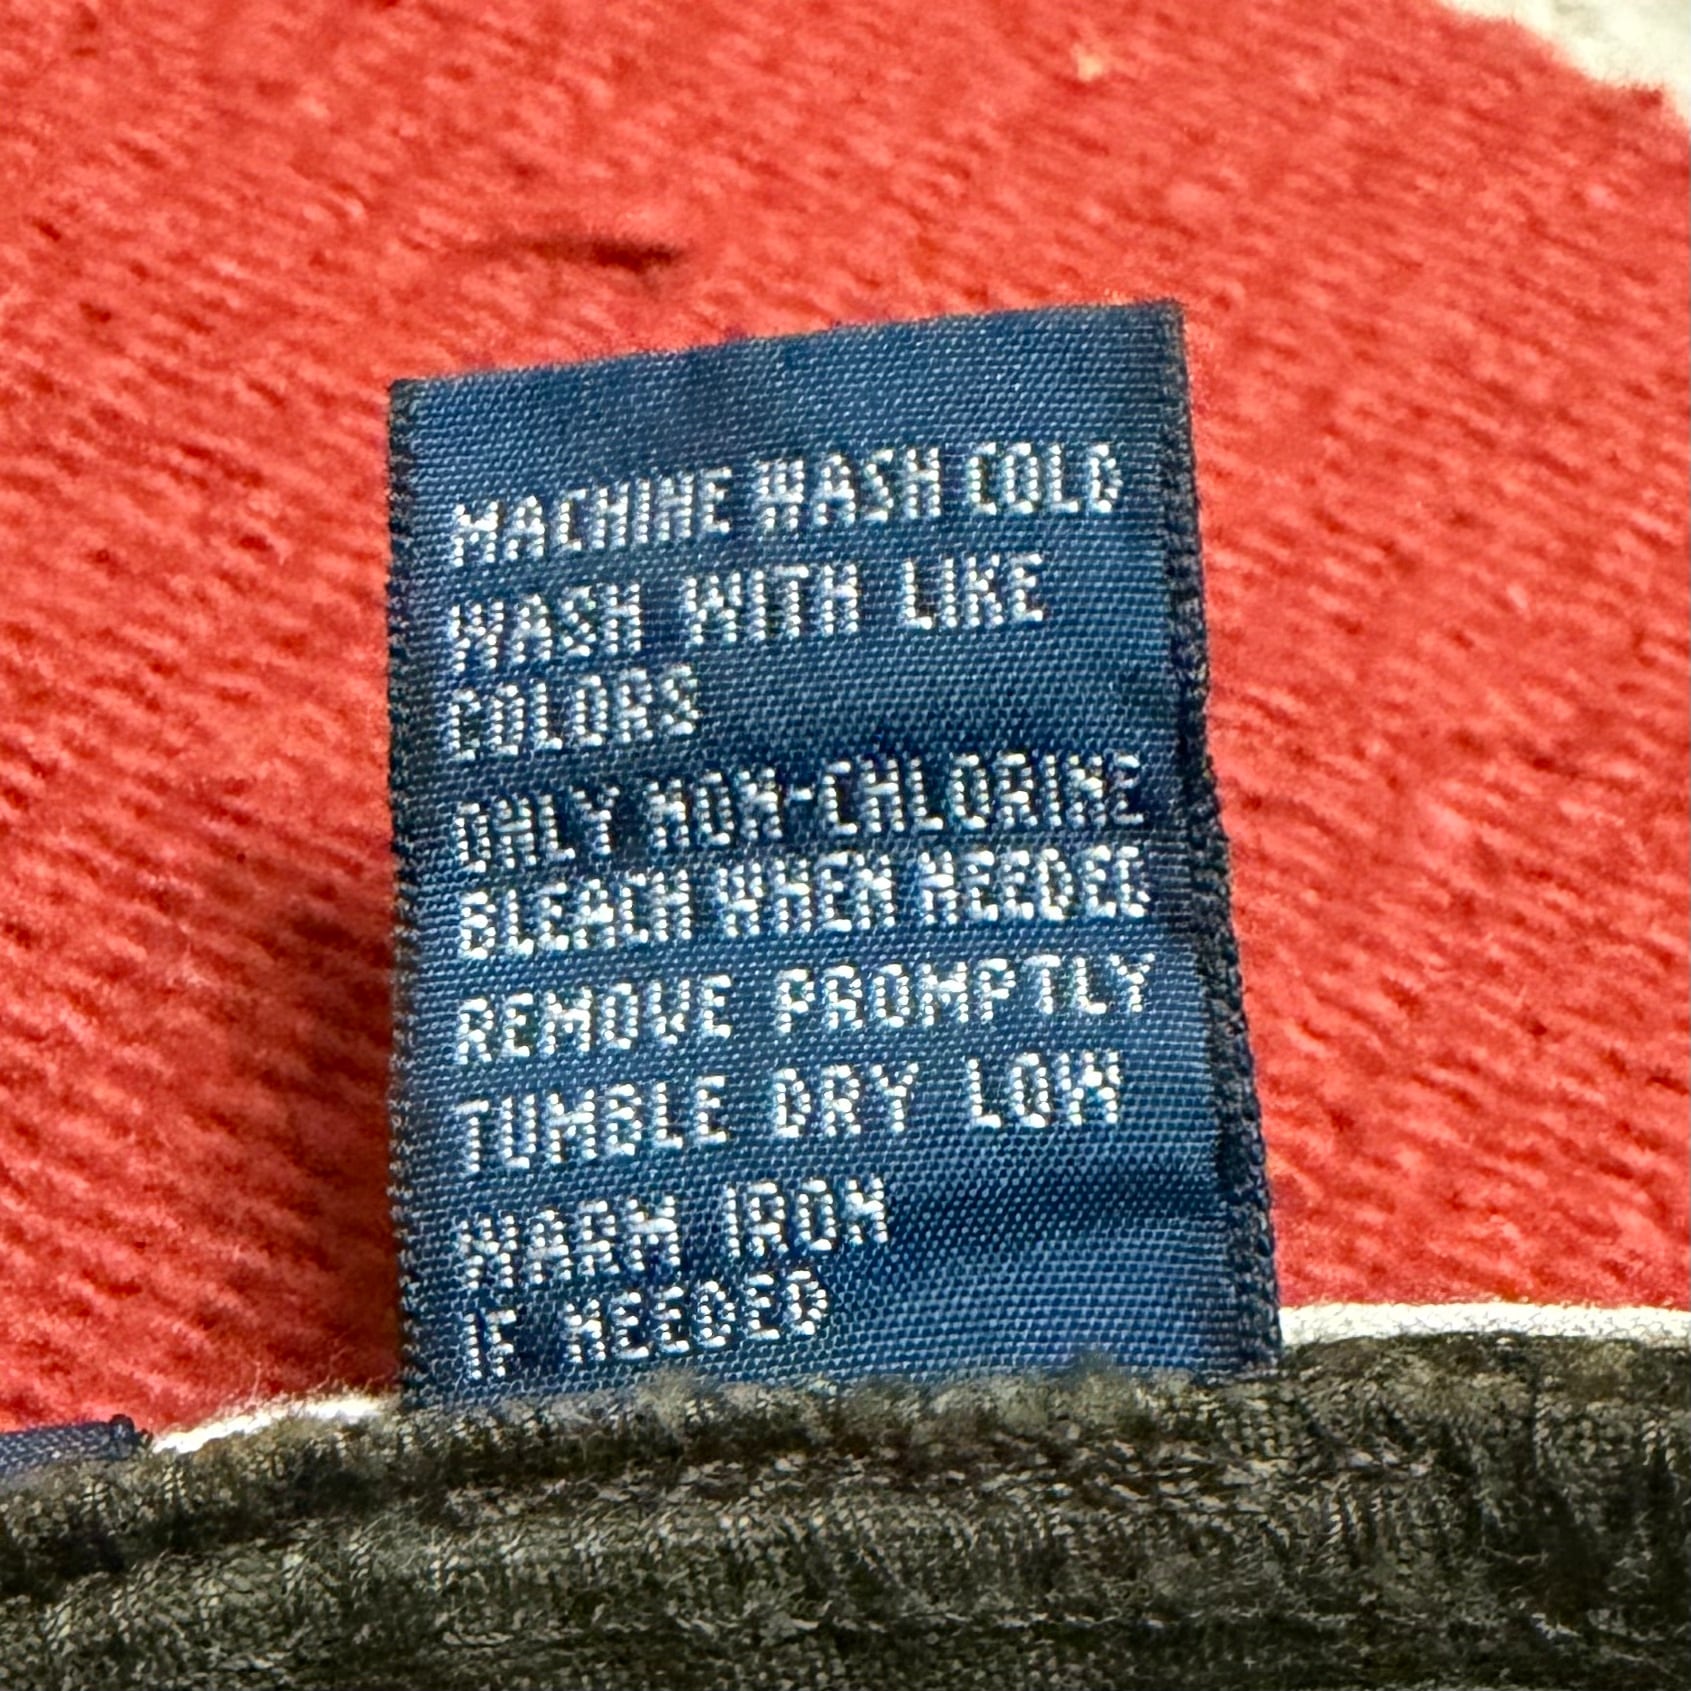 MACHINE WASH COLD
WASH WITH LIKE
COLORS
ONLY NON-CHLORINE
BLEACH WHEN NEEDED
REMOVE PROMPTLY
TUMBLE DRY LOW
WARM IRON
IF NEEDED